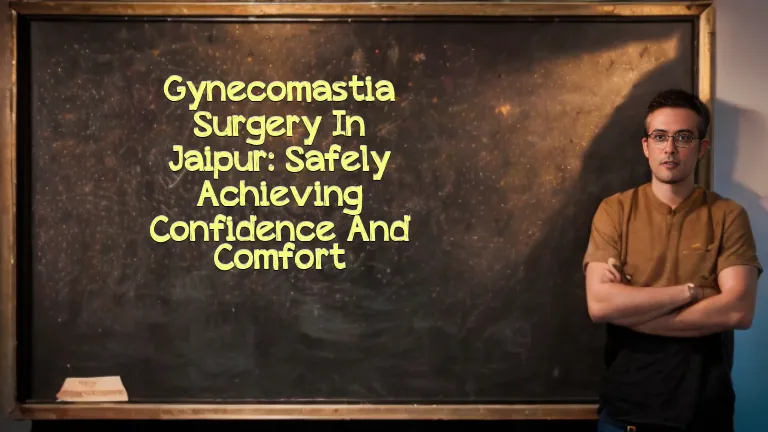 Gynecomastia
Surgery In
Jaipur: Safely
Achieving
Confidence And
Comfort